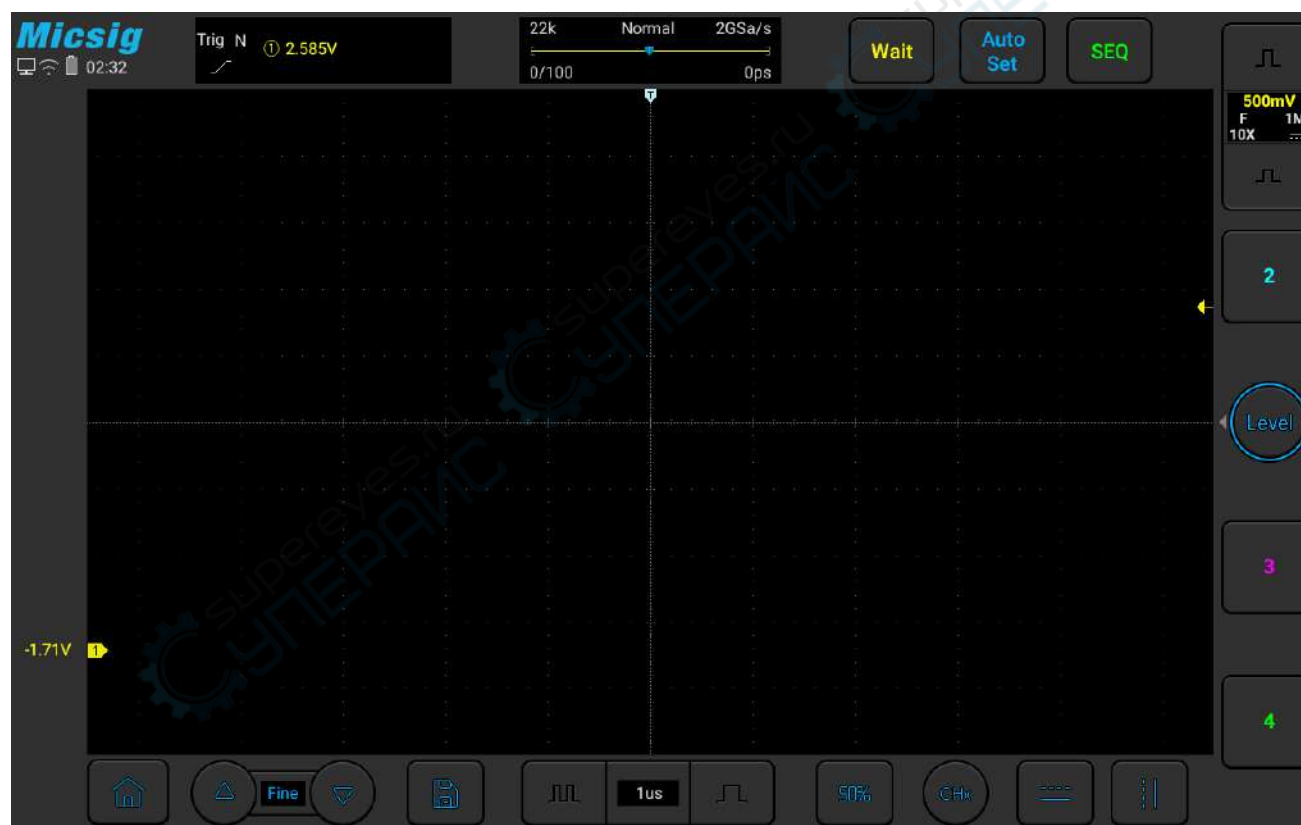 Micsig
02:32
Trig N ① 2.585V
22k Normal 2GSa/s
0/100 0ps
Wait
Auto
Set
SEQ
T
500mV
F 1M
10X
2
Level
3
-1.71V 1
4
Fine
1us
50%
CHx
supereyes.ru
СУПЕРАЙС
supereyes.ru
СУПЕРАЙС